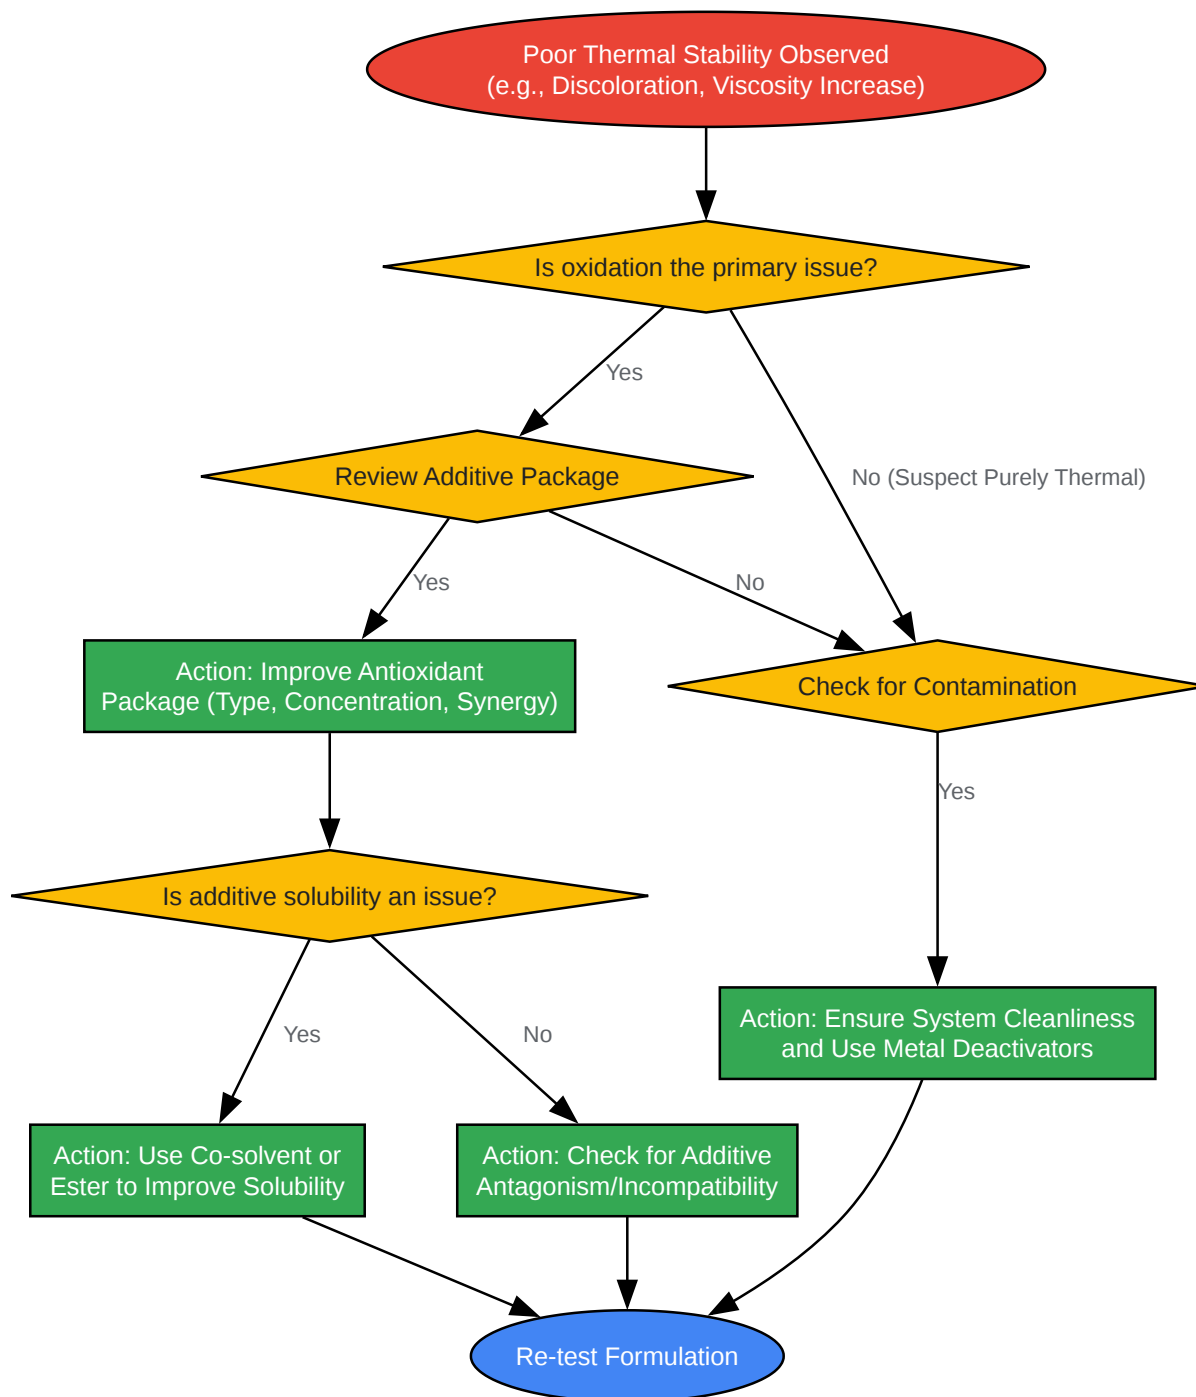 Poor Thermal Stability Observed
(e.g., Discoloration, Viscosity Increase)
Is oxidation the primary issue?
Yes
Review Additive Package
No (Suspect Purely Thermal)
Yes
No
Action: Improve Antioxidant
Package (Type, Concentration, Synergy)
Check for Contamination
Yes
Is additive solubility an issue?
Yes
No
Action: Ensure System Cleanliness
and Use Metal Deactivators
Action: Use Co-solvent or
Ester to Improve Solubility
Action: Check for Additive
Antagonism/Incompatibility
Re-test Formulation